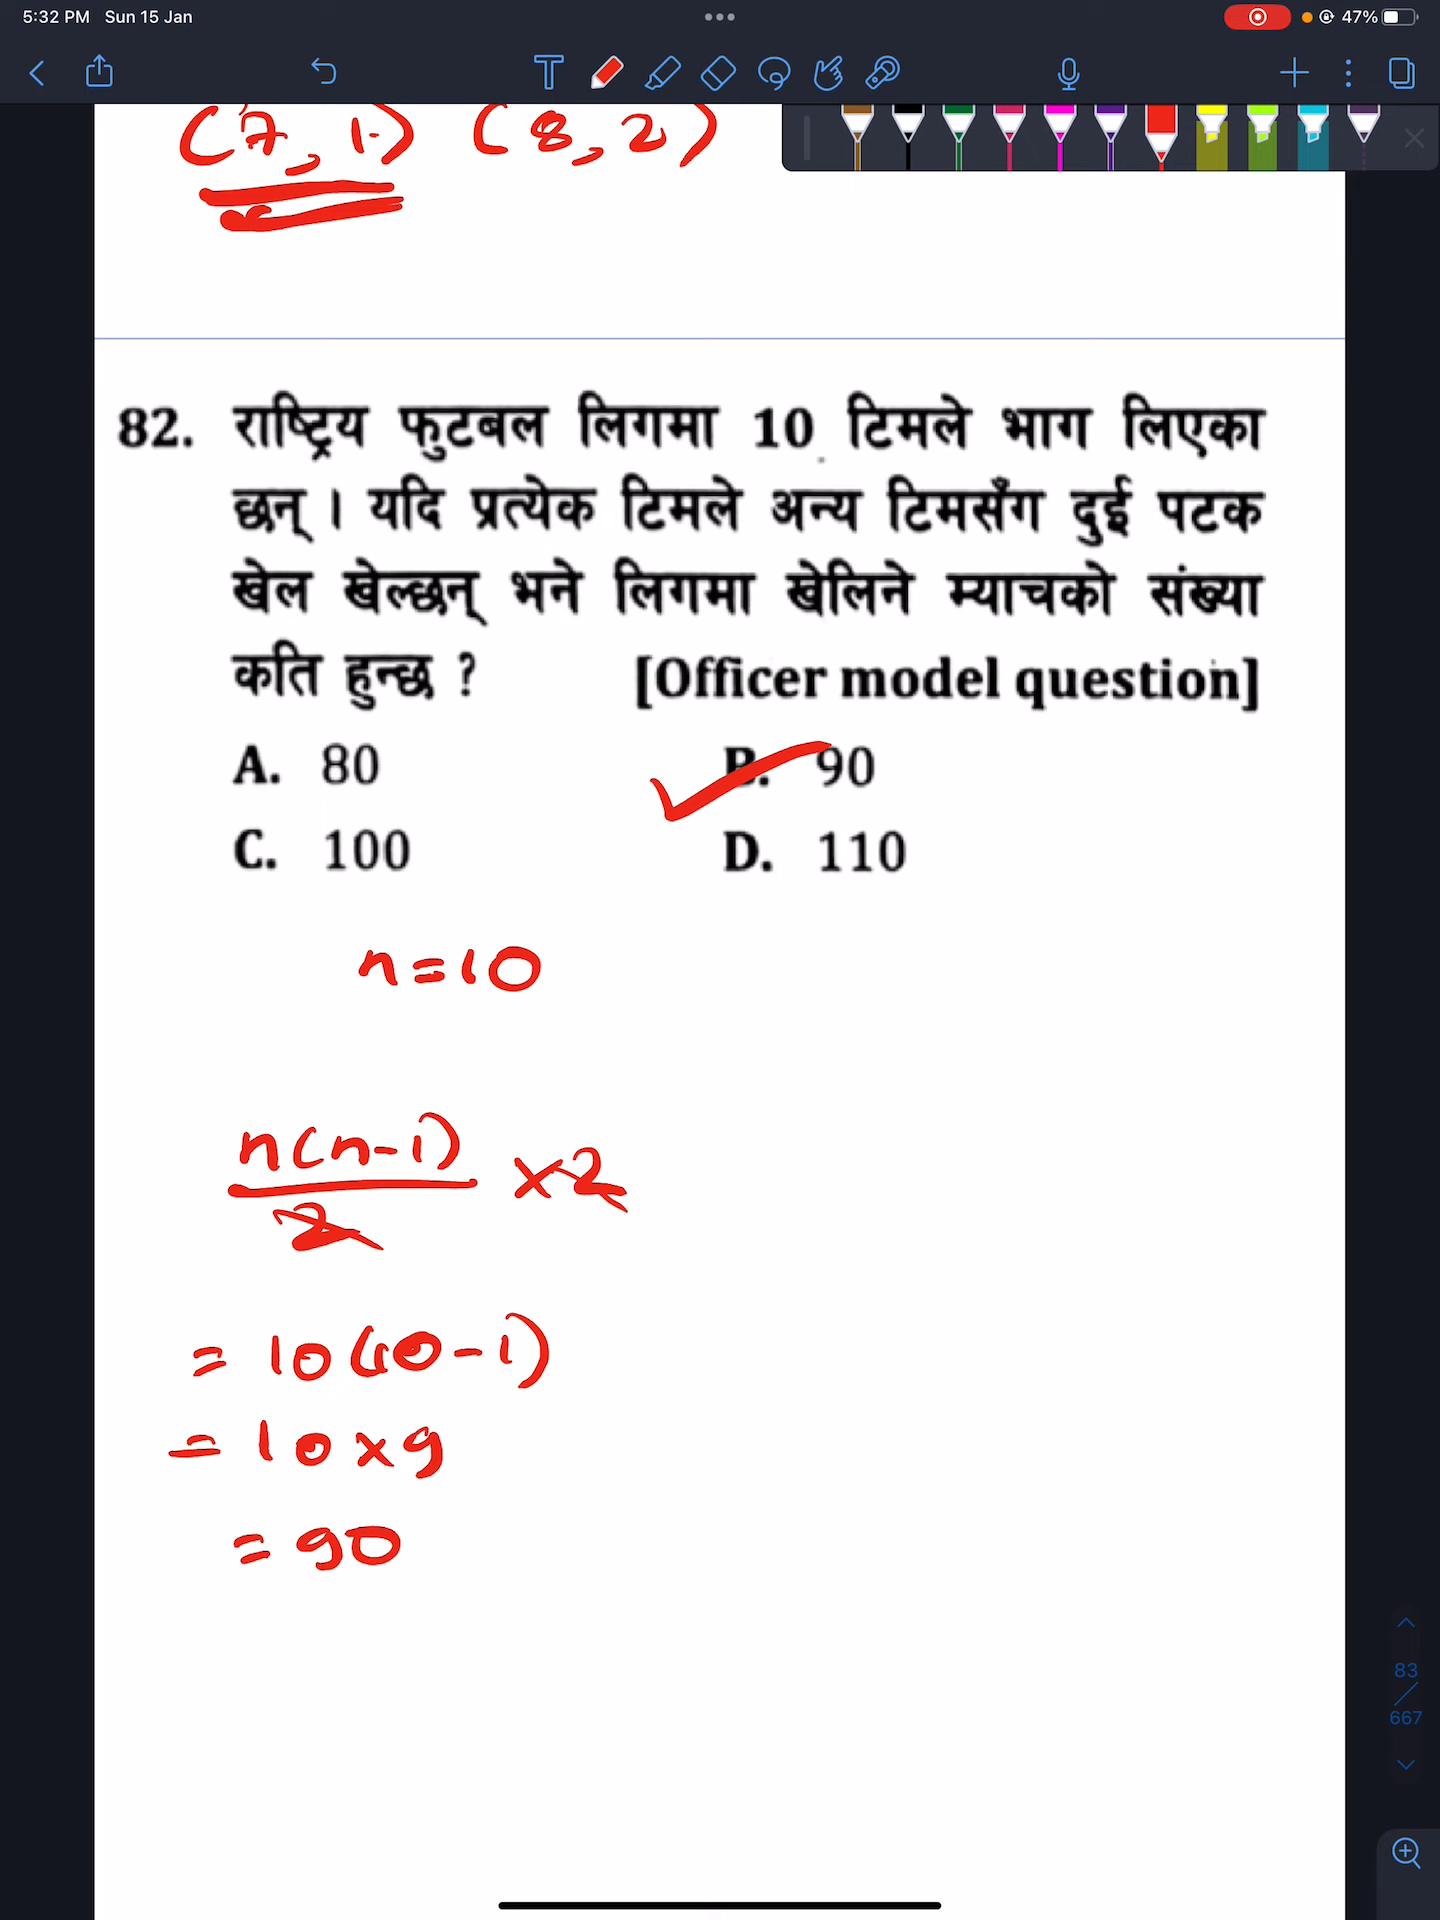 5:32 PM Sun 15 Jan
47%
(7, 1) (8, 2)
82. राष्ट्रिय फुटबल लिगमा 10 टिमले भाग लिएका
छन् । यदि प्रत्येक टिमले अन्य टिमसँग दुई पटक
खेल खेल्छन् भने लिगमा खेलिने म्याचको संख्या
कति हुन्छ ? [Officer model question]
A. 80 B. 90
C. 100 D. 110
n=10
n(n-1)
× 2
2
= 10(10-1)
= 10 × 9
= 90
83
/
667